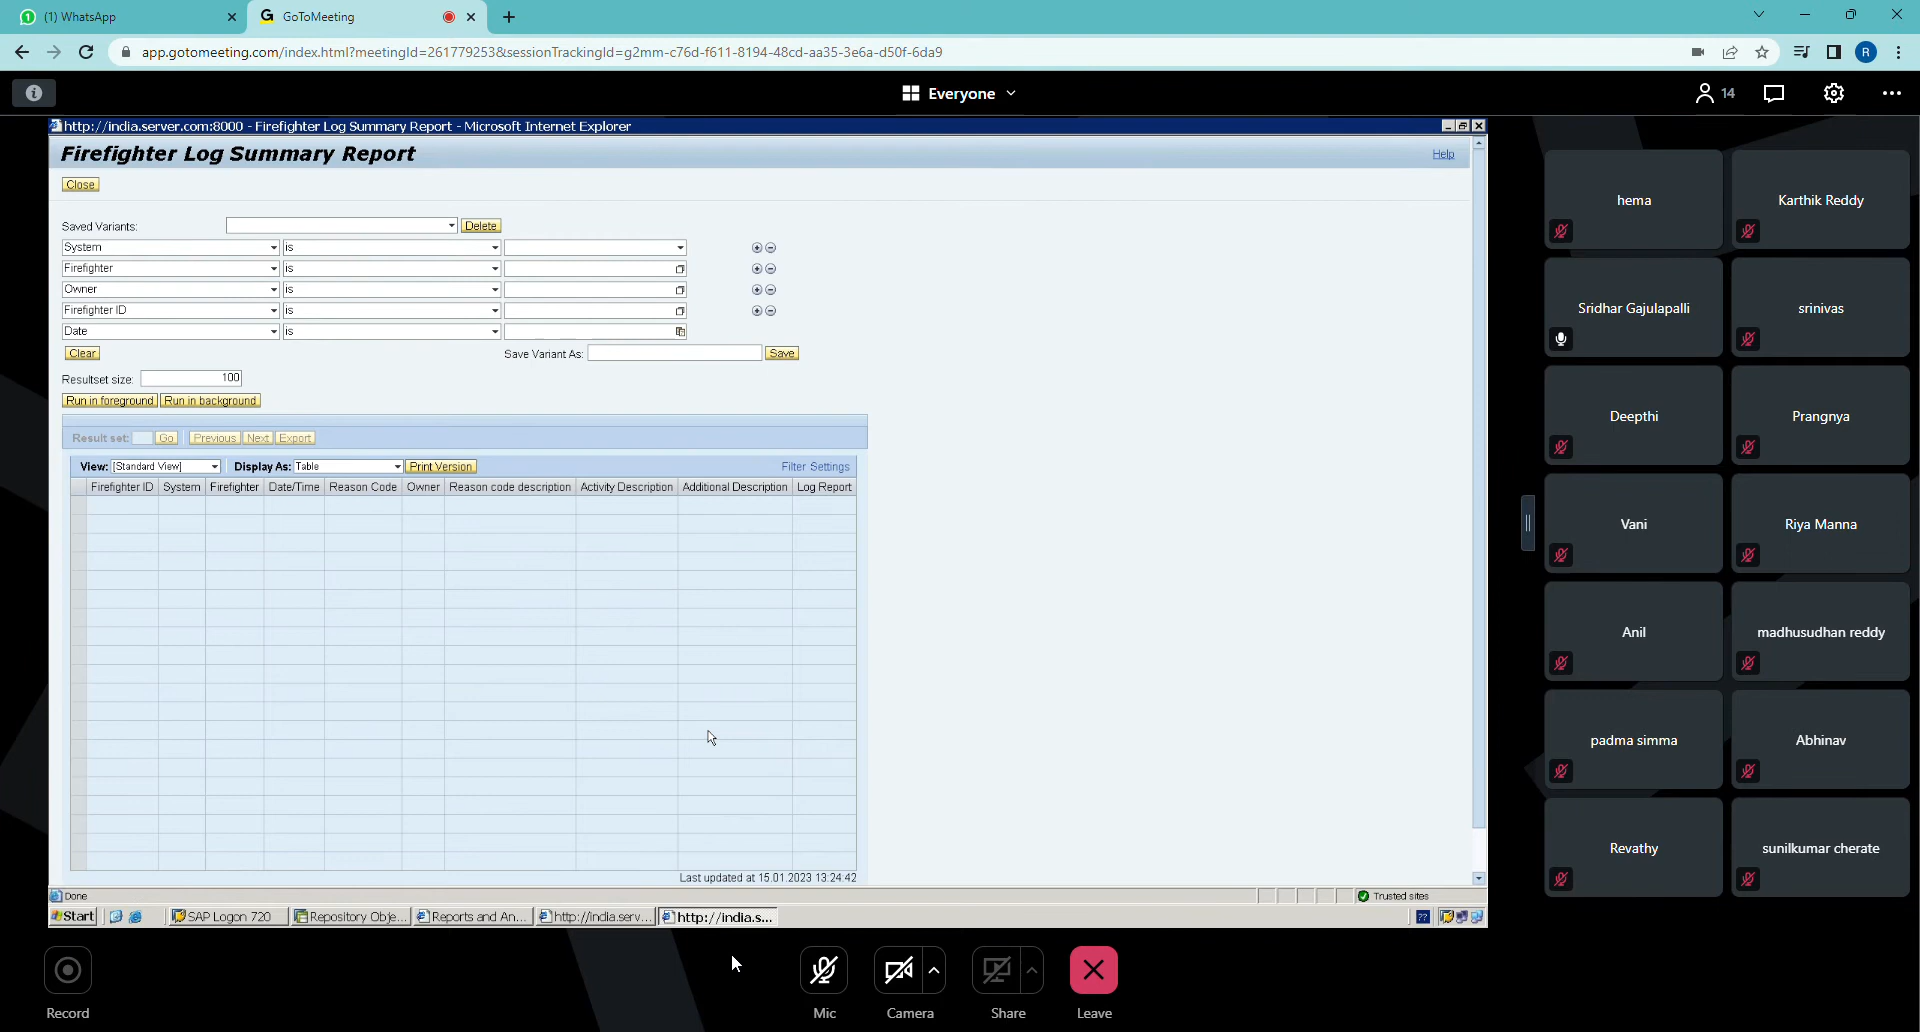 (1) WhatsApp
GoToMeeting
app.gotomeeting.com/index.html?meetingId=261779253&sessionTrackingId=g2mm-c76d-f611-8194-48cd-aa35-3e6a-d50f-6da9
R
Everyone
14
http://india.server.com:8000 - Firefighter Log Summary Report - Microsoft Internet Explorer
Firefighter Log Summary Report
Help
Close
Saved Variants:
Delete
System is
Firefighter is
Owner is
Firefighter ID is
Date is
Clear
Save Variant As:
Save
Resultset size: 100
Run in foreground Run in background
Result set: Go Previous Next Export
View: [Standard View] Display As: Table Print Version Filter Settings
Firefighter ID System Firefighter Date/Time Reason Code Owner Reason code description Activity Description Additional Description Log Report
Last updated at 15.01.2023 13:24:42
Done
Trusted sites
Start SAP Logon 720 Repository Obje... Reports and An... http://india.serv... http://india.s... ??
hema
Karthik Reddy
Sridhar Gajulapalli
srinivas
Deepthi
Prangnya
Vani
Riya Manna
Anil
madhusudhan reddy
padma simma
Abhinav
Revathy
sunilkumar cherate
Record
Mic
Camera
Share
Leave